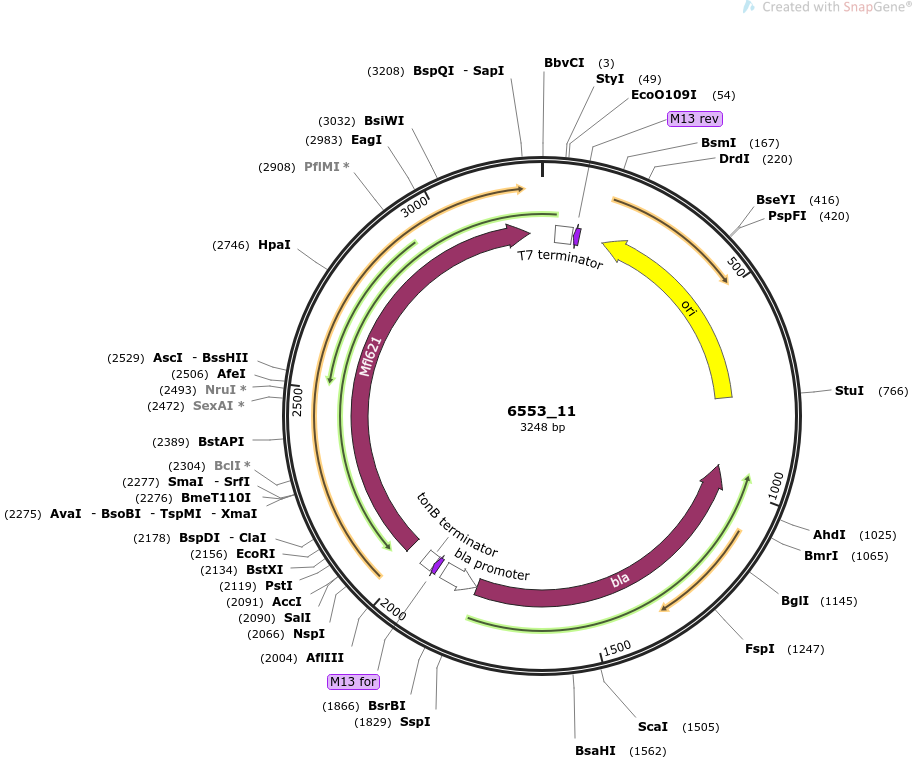 Created with SnapGene®
(3208) BspQI - SapI
BbvCI (3)
StyI (49)
EcoO109I (54)
M13 rev
BsmI (167)
DrdI (220)
BseYI (416)
PspFI (420)
StuI (766)
AhdI (1025)
BmrI (1065)
BglI (1145)
FspI (1247)
ScaI (1505)
BsaHI (1562)
(1829) SspI
(1866) BsrBI
M13 for
(2004) AflIII
(2066) NspI
(2090) SalI
(2091) AccI
(2119) PstI
(2134) BstXI
(2156) EcoRI
(2178) BspDI - ClaI
(2275) AvaI - BsoBI - TspMI - XmaI
(2276) BmeT110I
(2277) SmaI - SrfI
(2304) BclI *
(2389) BstAPI
(2472) SexAI *
(2493) NruI *
(2506) AfeI
(2529) AscI - BssHII
(2746) HpaI
(2908) PflMI *
(2983) EagI
(3032) BsiWI
500
1000
1500
2000
2500
3000
T7 terminator
ori
bla
bla promoter
tonB terminator
Mfl621
6553_11
3248 bp